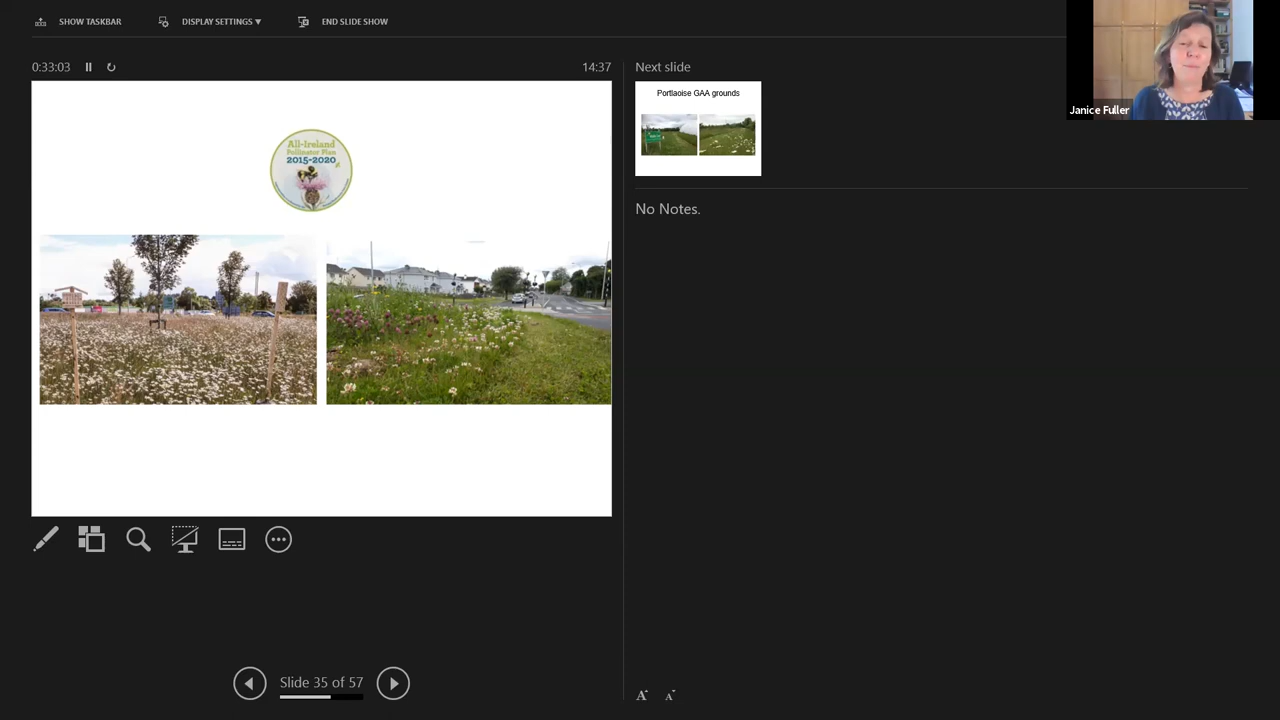 SHOW TASKBAR
DISPLAY SETTINGS ▼
END SLIDE SHOW
0:33:03
14:37
Next slide
All-Ireland
Pollinator Plan
2015-2020
Portlaoise GAA grounds
Janice Fuller
No Notes.
Slide 35 of 57
A
A